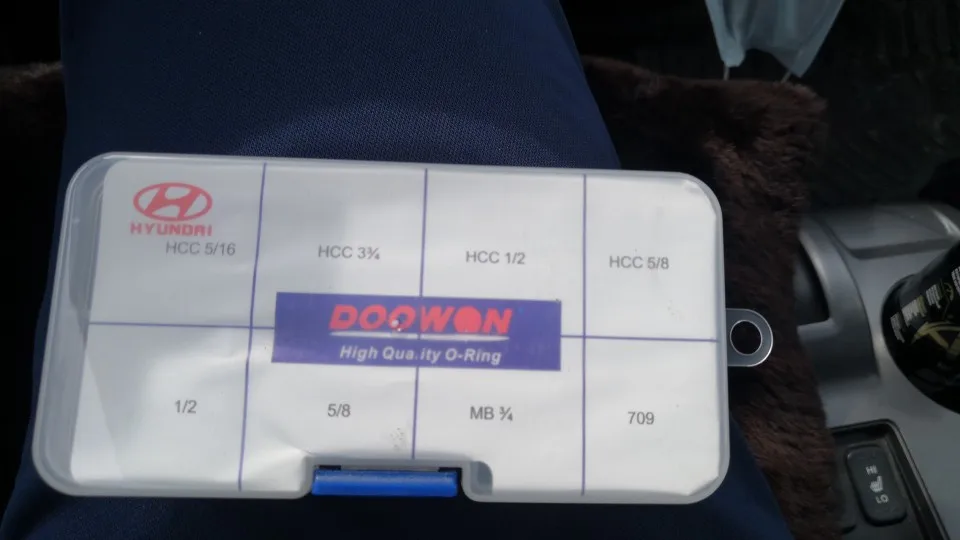 HYUNDAI
HCC 5/16
HCC 3¾
HCC 1/2
HCC 5/8
DOOWON
High Quality O-Ring
1/2
5/8
MB ¾
709
HI
LO